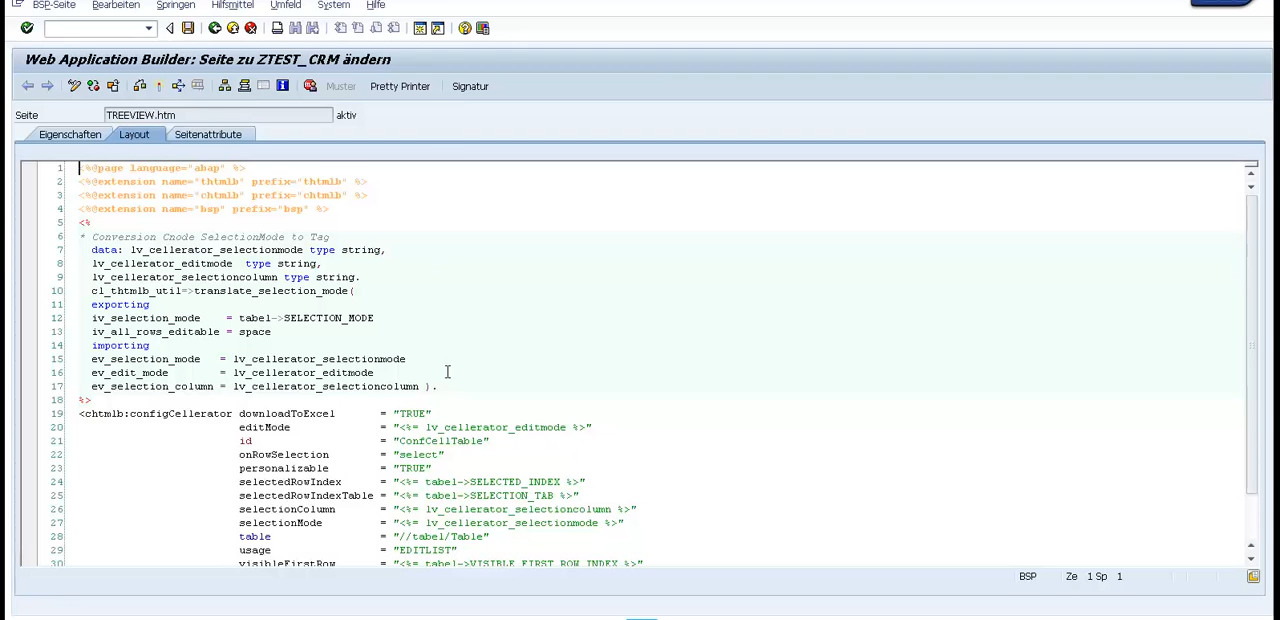 BSP-Seite Bearbeiten Springen Hilfsmittel Umfeld System Hilfe
Web Application Builder: Seite zu ZTEST_CRM ändern
Muster Pretty Printer Signatur
Seite TREEVIEW.htm aktiv
Eigenschaften Layout Seitenattribute
1 <%@page language="abap" %>
2 <%@extension name="thtmlb" prefix="thtmlb" %>
3 <%@extension name="chtmlb" prefix="chtmlb" %>
4 <%@extension name="bsp" prefix="bsp" %>
5 <%
6 * Conversion Cnode SelectionMode to Tag
7 data: lv_cellerator_selectionmode type string,
8 lv_cellerator_editmode type string,
9 lv_cellerator_selectioncolumn type string.
10 cl_thtmlb_util=>translate_selection_mode(
11 exporting
12 iv_selection_mode = tabel->SELECTION_MODE
13 iv_all_rows_editable = space
14 importing
15 ev_selection_mode = lv_cellerator_selectionmode
16 ev_edit_mode = lv_cellerator_editmode
17 ev_selection_column = lv_cellerator_selectioncolumn ).
18 %>
19 <chtmlb:configCellerator downloadToExcel = "TRUE"
20 editMode = "<%= lv_cellerator_editmode %>"
21 id = "ConfCellTable"
22 onRowSelection = "select"
23 personalizable = "TRUE"
24 selectedRowIndex = "<%= tabel->SELECTED_INDEX %>"
25 selectedRowIndexTable = "<%= tabel->SELECTION_TAB %>"
26 selectionColumn = "<%= lv_cellerator_selectioncolumn %>"
27 selectionMode = "<%= lv_cellerator_selectionmode %>"
28 table = "//tabel/Table"
29 usage = "EDITLIST"
30 visibleFirstRow = "<%= tabel->VISIBLE_FIRST_ROW_INDEX %>"
BSP Ze 1 Sp 1